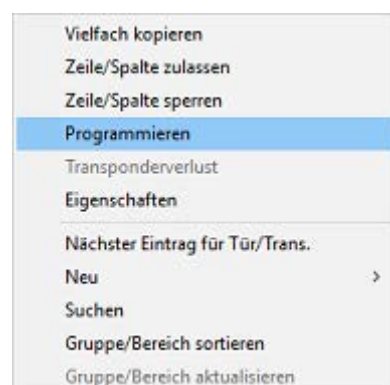 Vielfach kopieren
Zeile/Spalte zulassen
Zeile/Spalte sperren
Programmieren
Transponderverlust
Eigenschaften
Nächster Eintrag für Tür/Trans.
Neu
Suchen
Gruppe/Bereich sortieren
Gruppe/Bereich aktualisieren